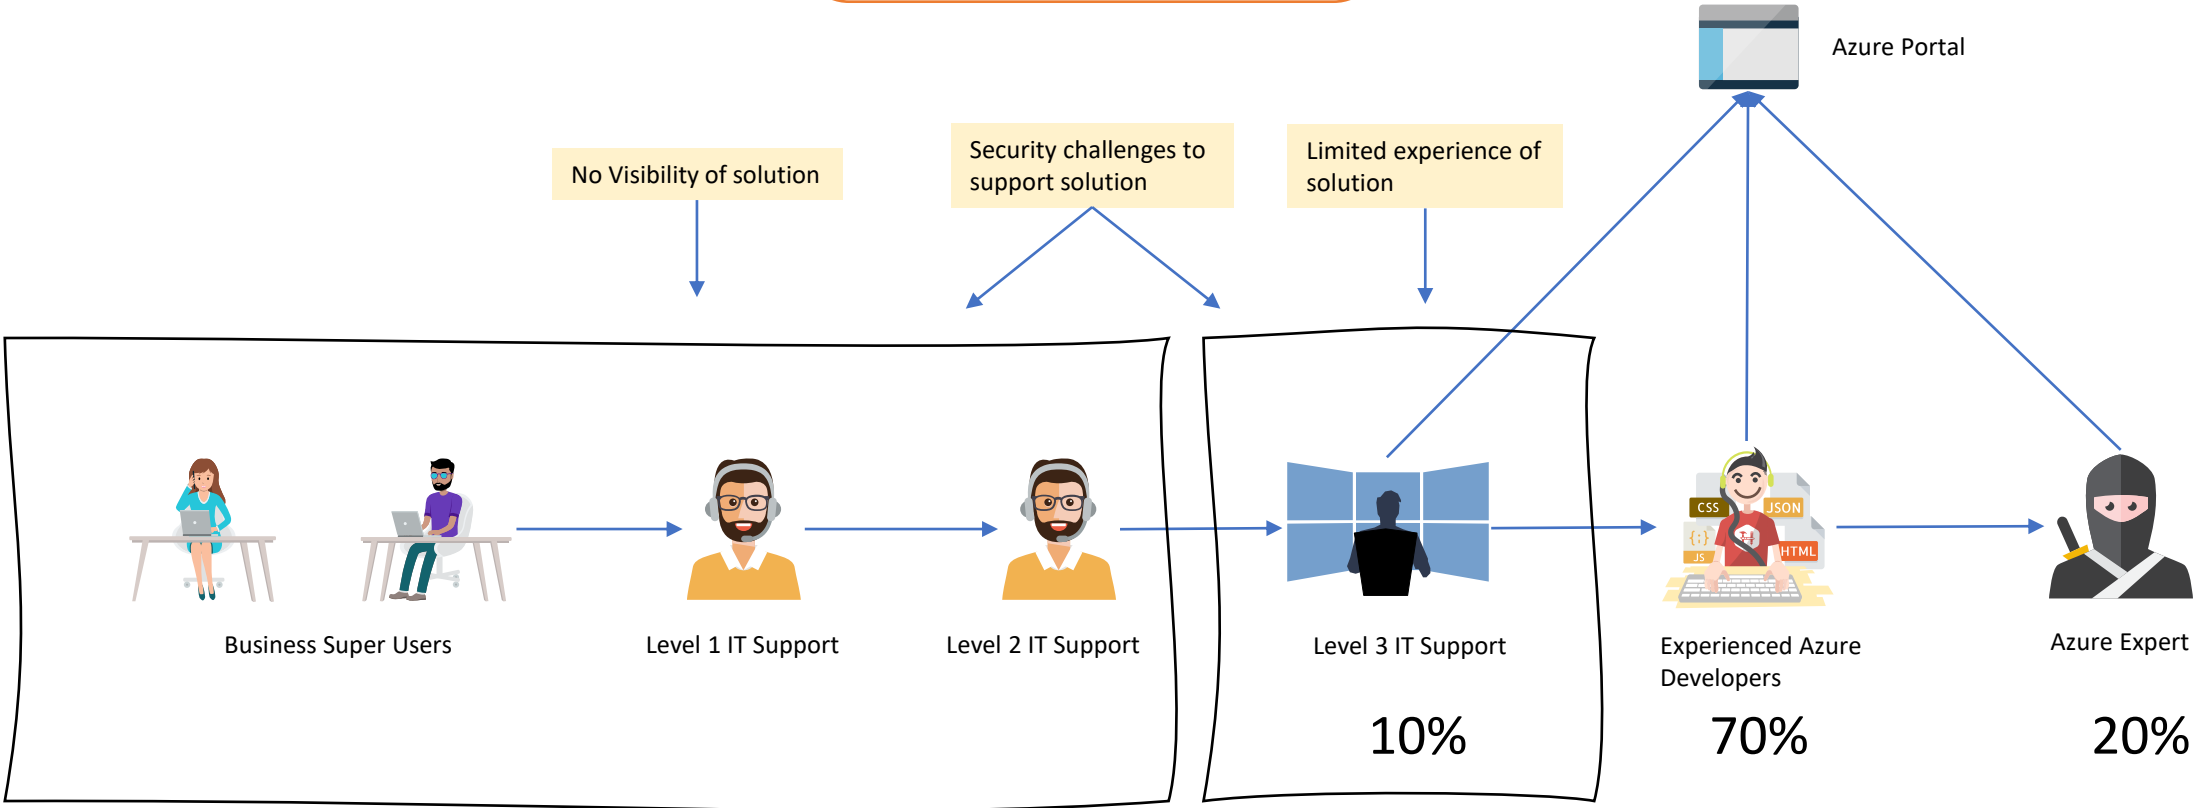 Azure Portal
No Visibility of solution
Security challenges to
support solution
Limited experience of
solution
CSS
JSON
{;}
JS
HTML
Business Super Users
Level 1 IT Support
Level 2 IT Support
Level 3 IT Support
Experienced Azure
Developers
Azure Expert
10%
70%
20%